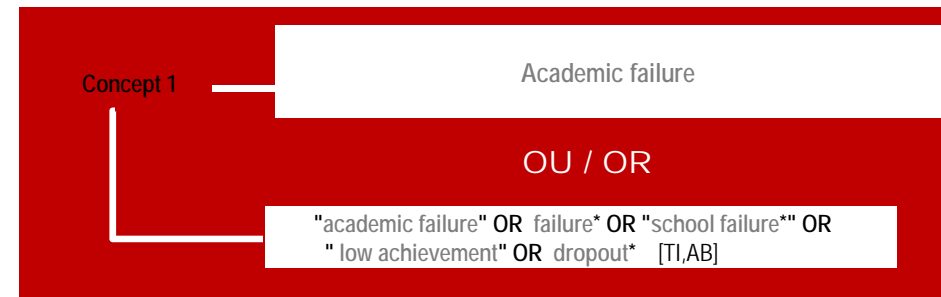 Concept 1
Academic failure
OU / OR
"academic failure" OR failure* OR "school failure*" OR
" low achievement" OR dropout* [TI,AB]